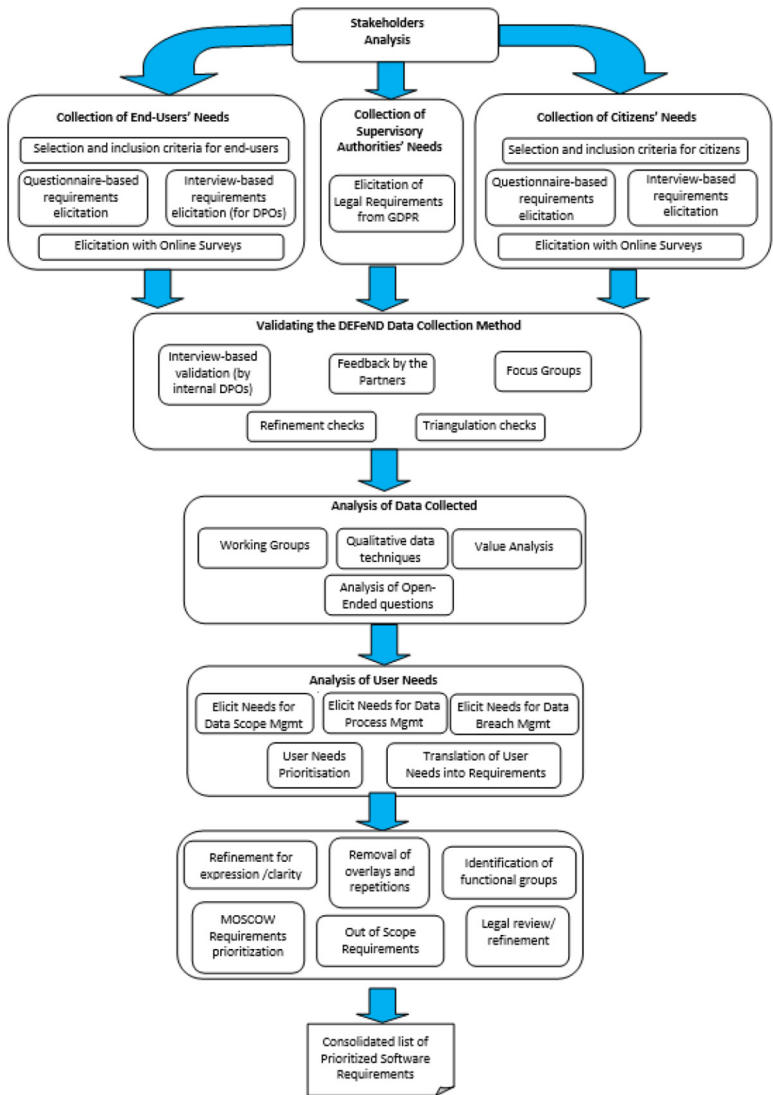 Stakeholders
Analysis
Collection of End-Users' Needs
Selection and inclusion criteria for end-users
Questionnaire-based
requirements
elicitation
Interview-based
requirements
elicitation (for DPOs)
Elicitation with Online Surveys
Collection of
Supervisory
Authorities' Needs
Elicitation of
Legal Requirements
from GDPR
Collection of Citizens' Needs
Selection and inclusion criteria for citizens
Questionnaire-based
requirements
elicitation
Interview-based
requirements
elicitation
Elicitation with Online Surveys
Validating the DEFeND Data Collection Method
Interview-based
validation (by
internal DPOs)
Feedback by the
Partners
Focus Groups
Refinement checks
Triangulation checks
Analysis of Data Collected
Working Groups
Qualitative data
techniques
Value Analysis
Analysis of Open-
Ended questions
Analysis of User Needs
Elicit Needs for
Data Scope Mgmt
Elicit Needs for Data
Process Mgmt
Elicit Needs for Data
Breach Mgmt
User Needs
Prioritisation
Translation of User
Needs into Requirements
Refinement for
expression /clarity
Removal of
overlays and
repetitions
Identification of
functional groups
MOSCOW
Requirements
prioritization
Out of Scope
Requirements
Legal review/
refinement
Consolidated list of
Prioritized Software
Requirements